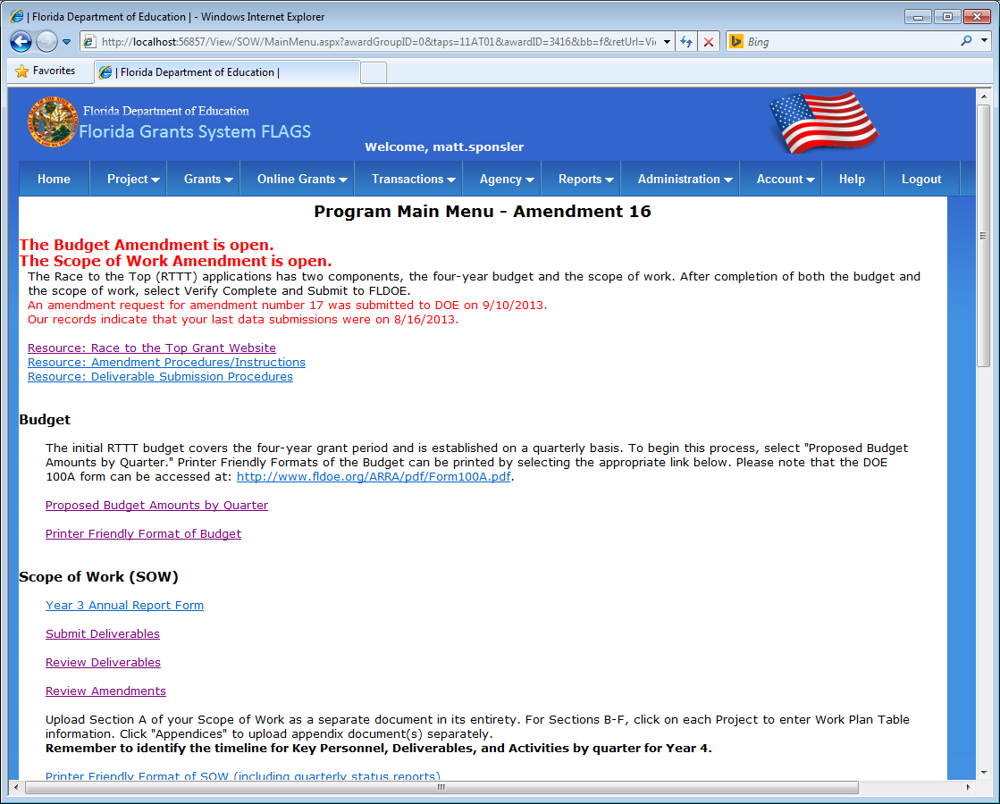 | Florida Department of Education | - Windows Internet Explorer
http://localhost:56857/View/SOW/MainMenu.aspx?awardGroupID=0&taps=11AT01&awardID=3416&bb=f&retUrl=Vi
Bing
Favorites
| Florida Department of Education |
Florida Department of Education
Florida Grants System FLAGS
Welcome, matt.sponsler
Home Project Grants Online Grants Transactions Agency Reports Administration Account Help Logout
Program Main Menu - Amendment 16
The Budget Amendment is open.
The Scope of Work Amendment is open.
The Race to the Top (RTTT) applications has two components, the four-year budget and the scope of work. After completion of both the budget and
the scope of work, select Verify Complete and Submit to FLDOE.
An amendment request for amendment number 17 was submitted to DOE on 9/10/2013.
Our records indicate that your last data submissions were on 8/16/2013.
Resource: Race to the Top Grant Website
Resource: Amendment Procedures/Instructions
Resource: Deliverable Submission Procedures
Budget
The initial RTTT budget covers the four-year grant period and is established on a quarterly basis. To begin this process, select "Proposed Budget
Amounts by Quarter." Printer Friendly Formats of the Budget can be printed by selecting the appropriate link below. Please note that the DOE
100A form can be accessed at: http://www.fldoe.org/ARRA/pdf/Form100A.pdf.
Proposed Budget Amounts by Quarter
Printer Friendly Format of Budget
Scope of Work (SOW)
Year 3 Annual Report Form
Submit Deliverables
Review Deliverables
Review Amendments
Upload Section A of your Scope of Work as a separate document in its entirety. For Sections B-F, click on each Project to enter Work Plan Table
information. Click "Appendices" to upload appendix document(s) separately.
Remember to identify the timeline for Key Personnel, Deliverables, and Activities by quarter for Year 4.
Printer Friendly Format of SOW (including quarterly status reports)